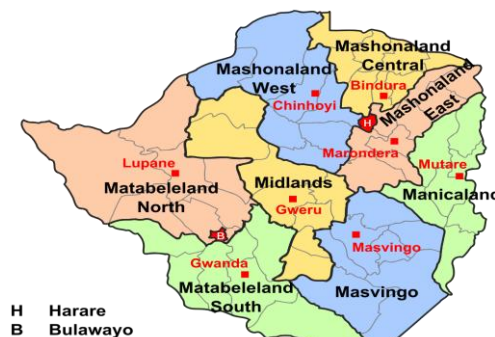 Mashonaland
Central
Bindura
Mashonaland
West
Chinhoyi
Mashonaland
East
H
Marondera
Lupane
Matabeleland
North
Midlands
Gweru
Mutare
Manicaland
B
Masvingo
Gwanda
Matabeleland
South
Masvingo
H Harare
B Bulawayo